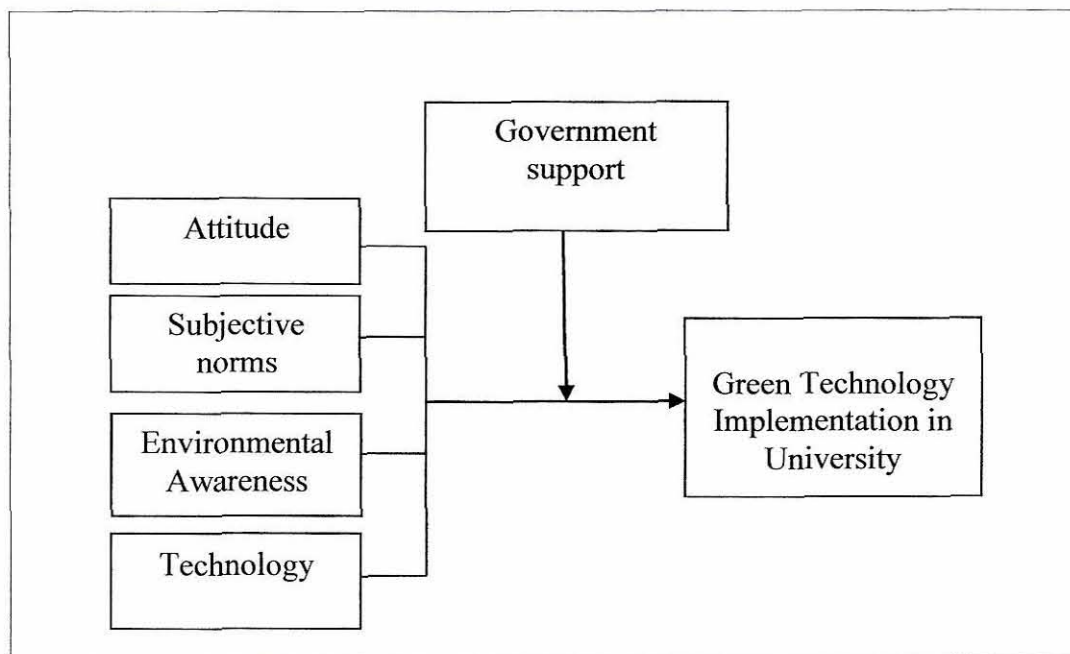 Government
support
Attitude
Subjective
norms
Environmental
Awareness
Technology
Green Technology
Implementation in
University